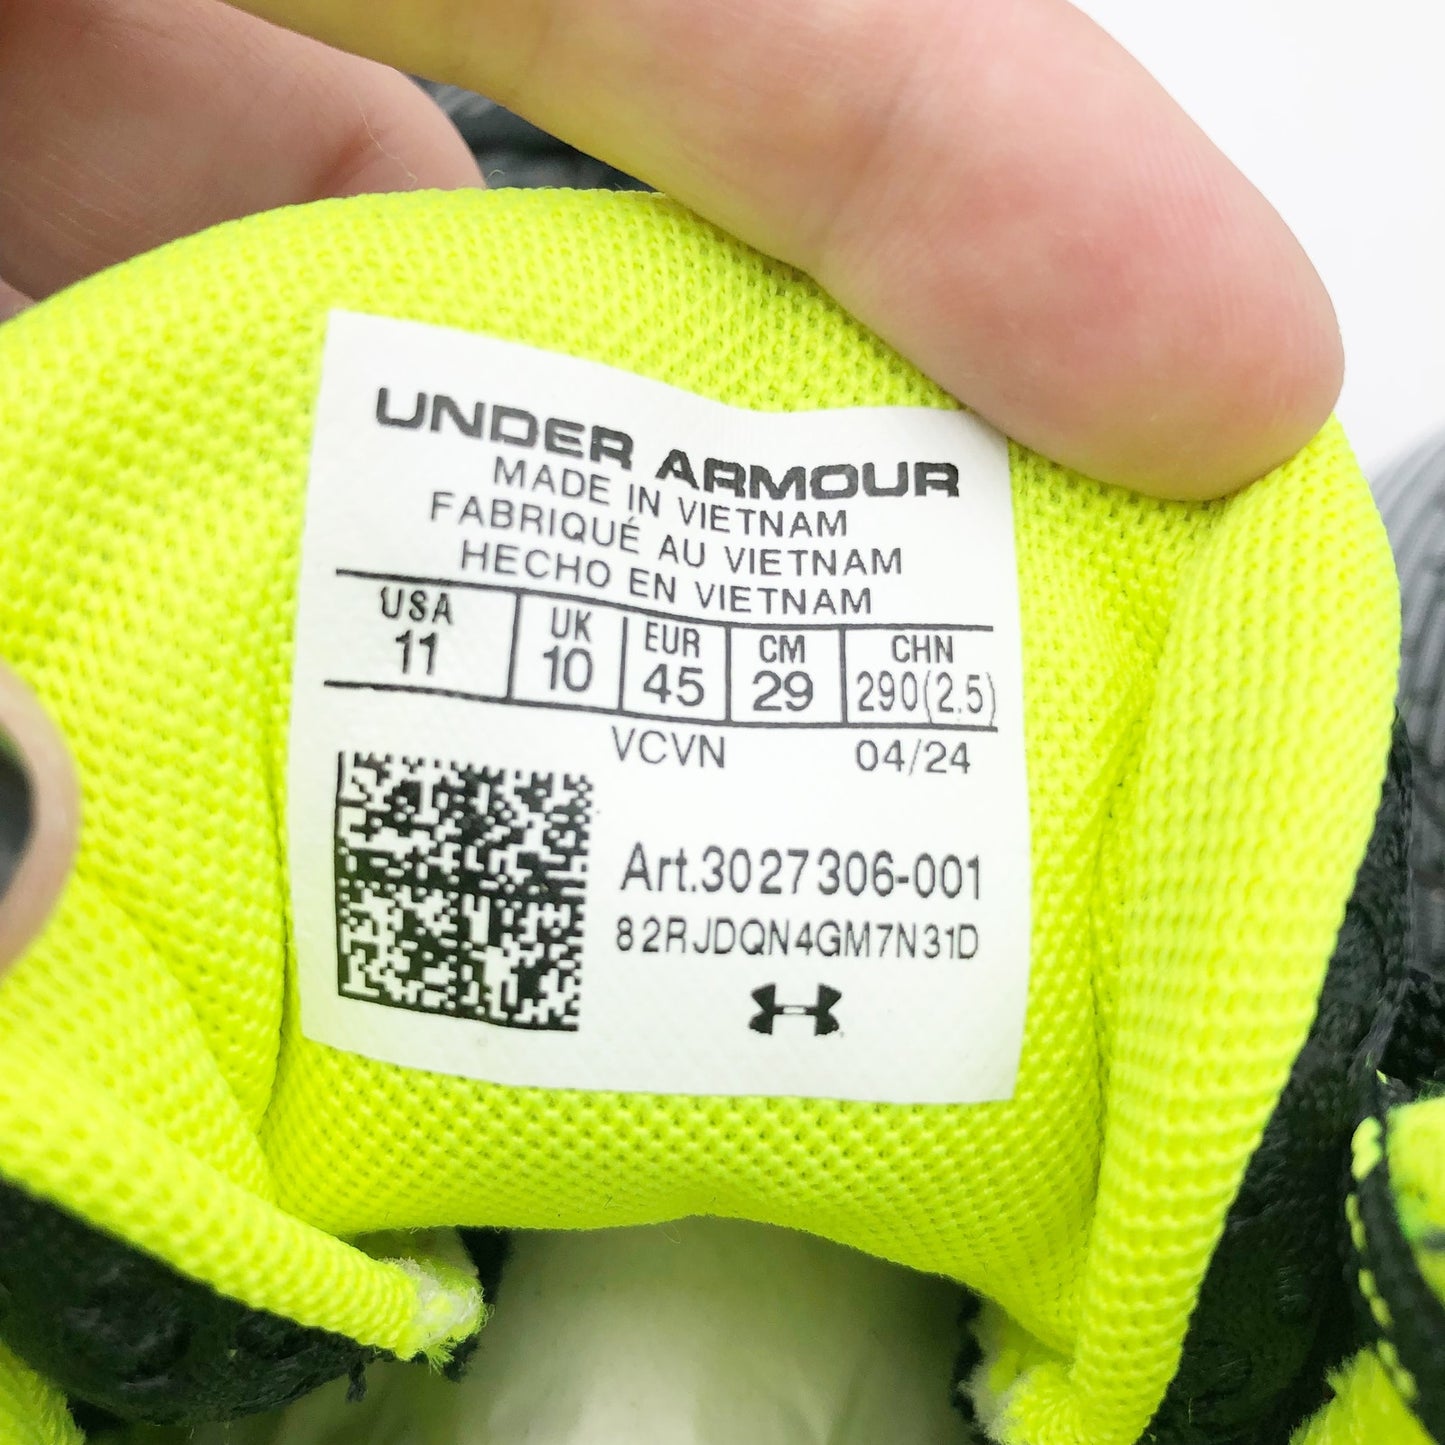 UNDER ARMOUR
MADE IN VIETNAM
FABRIQUÉ AU VIETNAM
HECHO EN VIETNAM
USA UK EUR CM CHN
11 10 45 29 290(2.5)
VCVN 04/24
Art.3027306-001
82RJDQN4GM7N31D